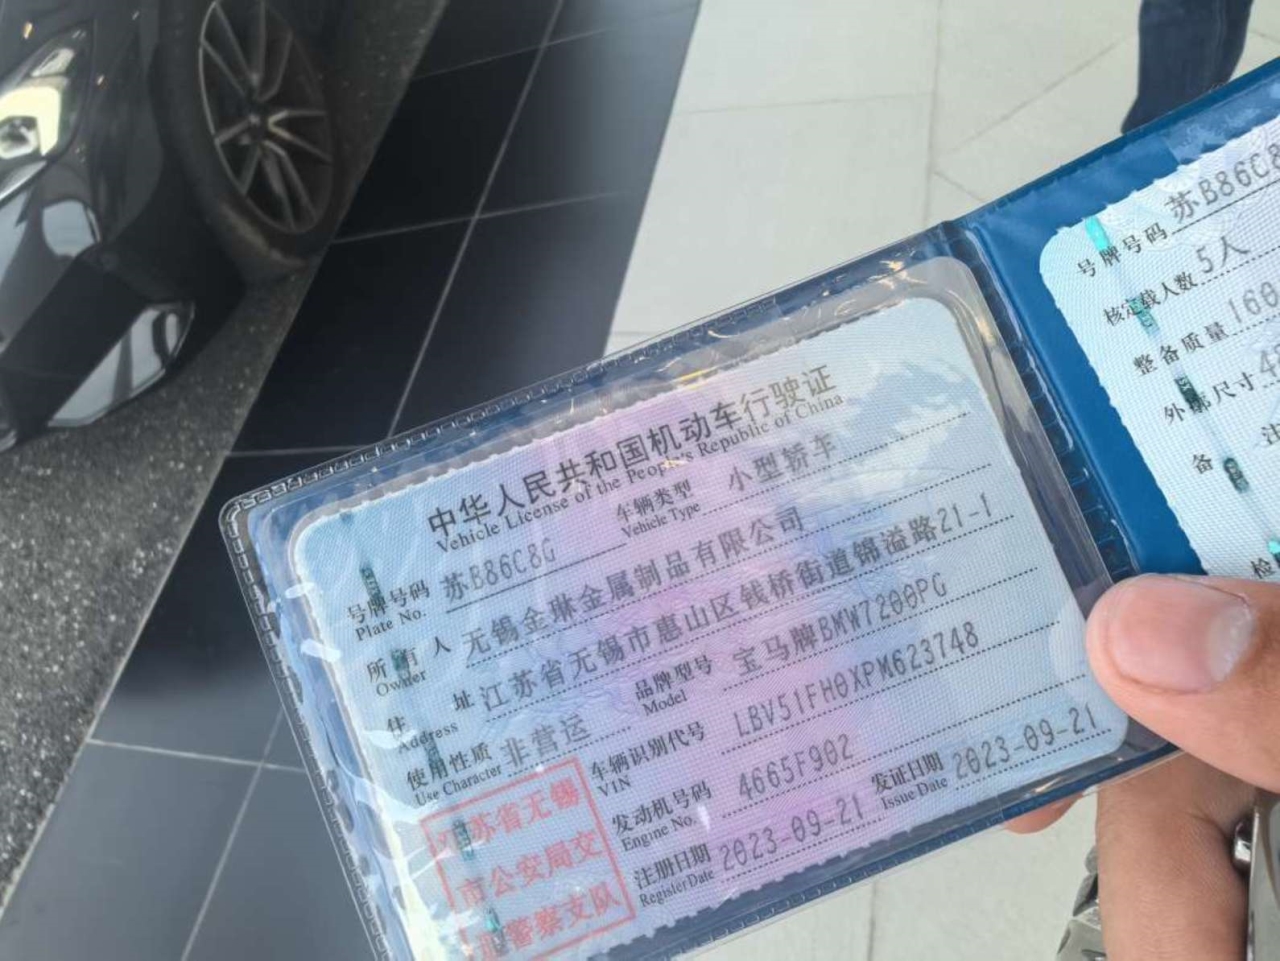 中华人民共和国机动车行驶证
Vehicle License of the People's Republic of China
号牌号码 苏B86C8G 车辆类型 小型轿车
Plate No. Vehicle Type
所有人 无锡金琳金属制品有限公司
Owner
住址 江苏省无锡市惠山区钱桥街道锦溢路21-1
Address
使用性质 非营运 品牌型号 宝马牌BMW7200PG
Use Character Model
车辆识别代号 LBV51FH0XPM623748
VIN
发动机号码 4665F902
Engine No.
注册日期 2023-09-21 发证日期 2023-09-21
Register Date Issue Date
苏省无锡
市公安局交
警察支队
号牌号码 苏B86C8
核定载人数 5人
整备质量 160
外廓尺寸 4
备
检